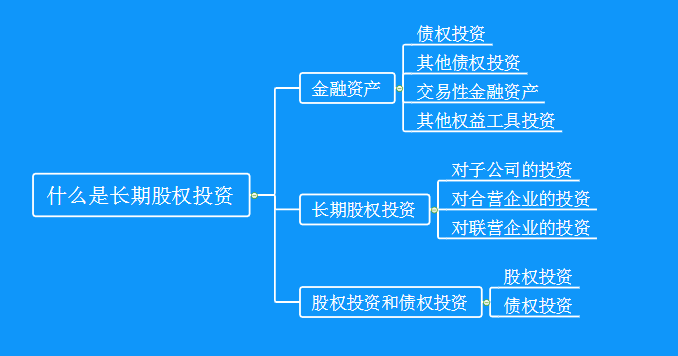 什么是长期股权投资
金融资产
债权投资
其他债权投资
交易性金融资产
其他权益工具投资
长期股权投资
对子公司的投资
对合营企业的投资
对联营企业的投资
股权投资和债权投资
股权投资
债权投资